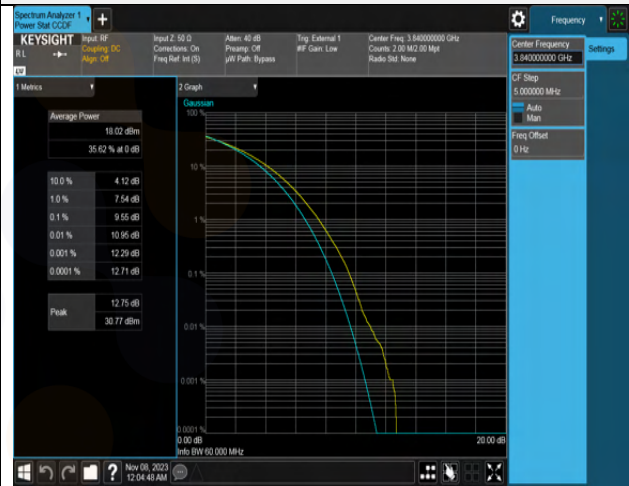 Spectrum Analyzer 1
Power Stat CCDF
Frequency
KEYSIGHT
RL
Input: RF
Coupling: DC
Align: Off
Input Z: 50 Ω
Corrections: On
Freq Ref: Int (S)
Atten: 40 dB
Preamp: Off
µW Path: Bypass
Trig: External 1
#IF Gain: Low
Center Freq: 3.840000000 GHz
Counts: 2.00 M/2.00 Mpt
Radio Std: None
Center Frequency
3.840000000 GHz
Settings
CF Step
5.000000 MHz
Auto
Man
Freq Offset
0 Hz
1 Metrics
Average Power
18.02 dBm
35.62 % at 0 dB
10.0 % 4.12 dB
1.0 % 7.54 dB
0.1 % 9.55 dB
0.01 % 10.95 dB
0.001 % 12.29 dB
0.0001 % 12.71 dB
Peak
12.75 dB
30.77 dBm
2 Graph
Gaussian
100 %
10 %
1 %
0.1 %
0.01 %
0.001 %
0.0001 %
0.00 dB
20.00 dB
Info BW 60.000 MHz
?
Nov 08, 2023
12:04:48 AM